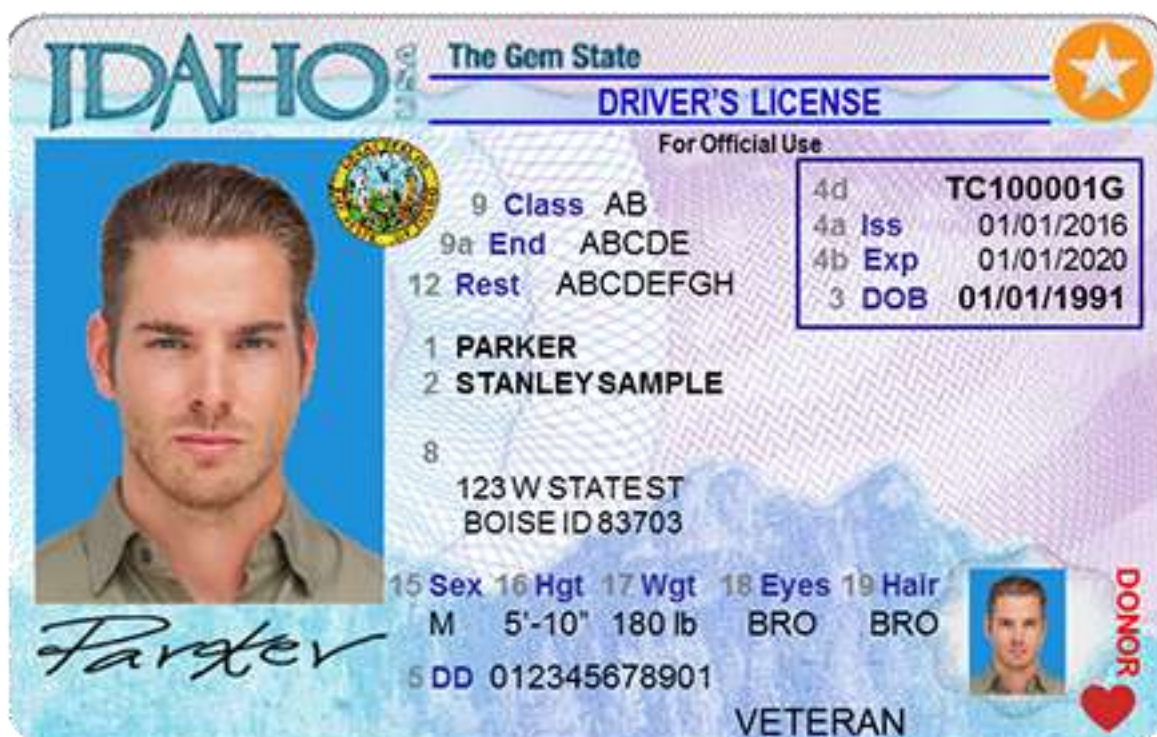 IDAHO USA
The Gem State
DRIVER'S LICENSE
For Official Use
4d TC100001G
4a Iss 01/01/2016
4b Exp 01/01/2020
3 DOB 01/01/1991
9 Class AB
9a End ABCDE
12 Rest ABCDEFGH
1 PARKER
2 STANLEY SAMPLE
8
123 W STATE ST
BOISE ID 83703
15 Sex 16 Hgt 17 Wgt 18 Eyes 19 Hair
M 5'-10" 180 lb BRO BRO
Parker
5 DD 012345678901
DONOR
VETERAN